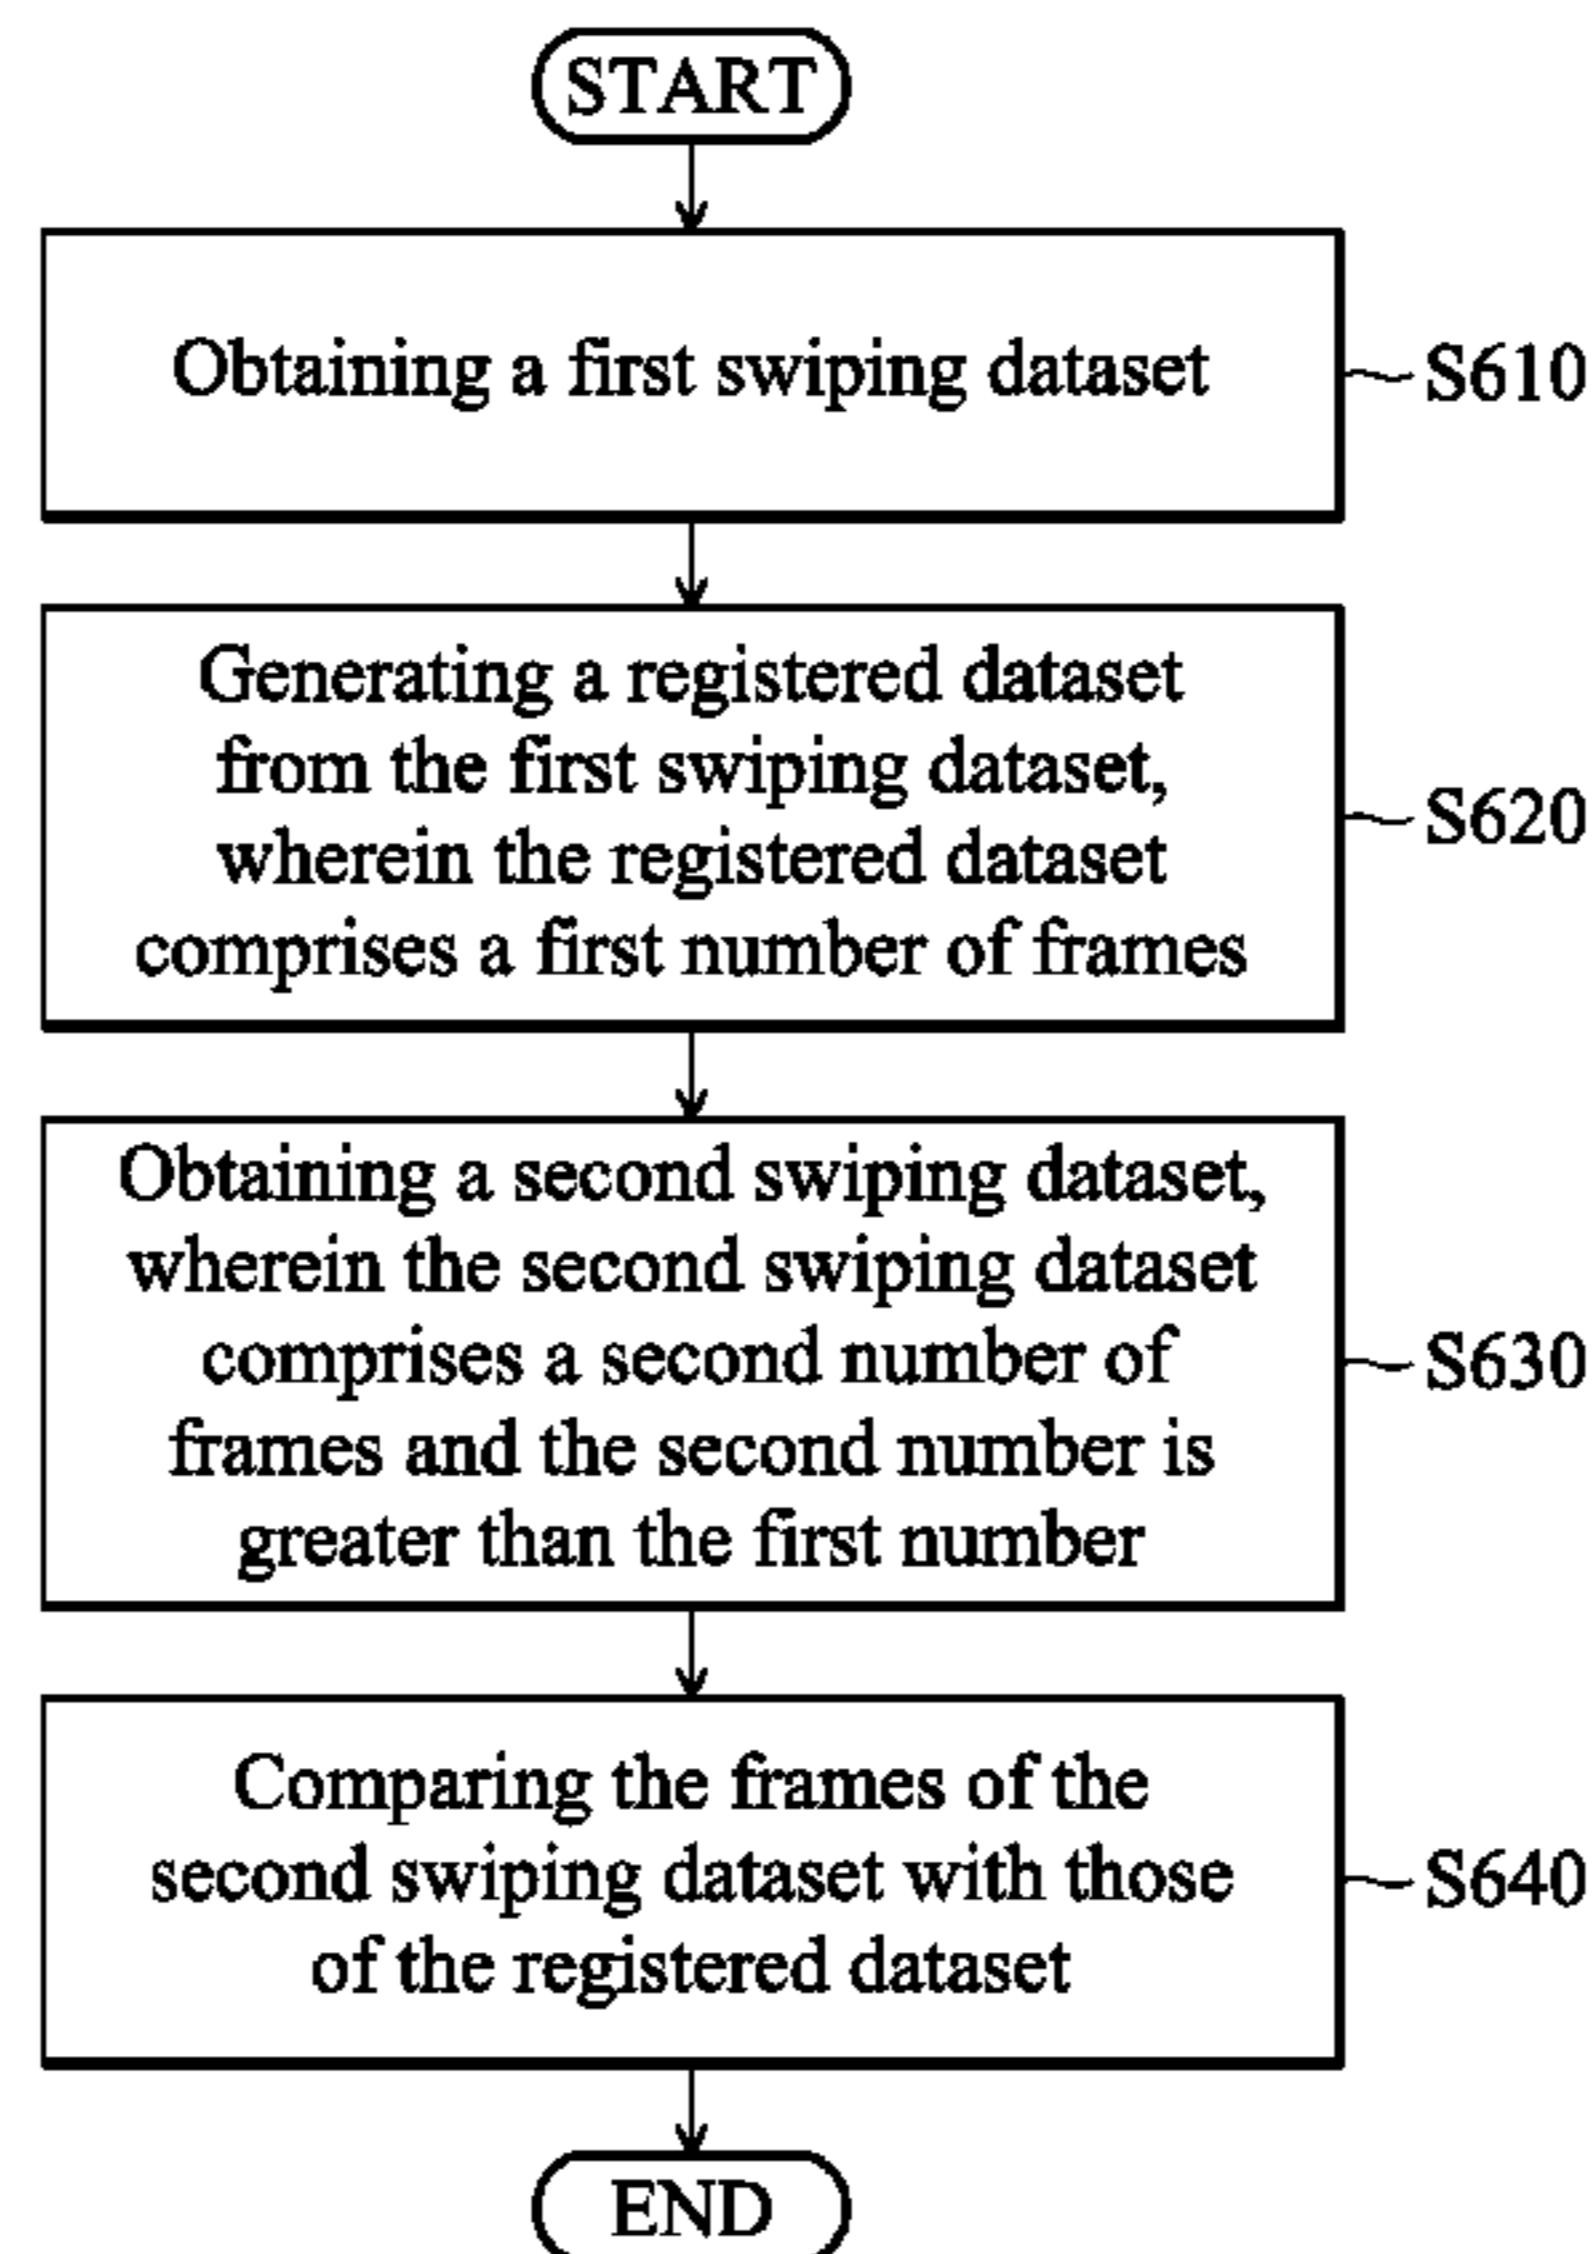 START
Obtaining a first swiping dataset
S610
Generating a registered dataset
from the first swiping dataset,
wherein the registered dataset
comprises a first number of frames
S620
Obtaining a second swiping dataset,
wherein the second swiping dataset
comprises a second number of
frames and the second number is
greater than the first number
S630
Comparing the frames of the
second swiping dataset with those
of the registered dataset
S640
END